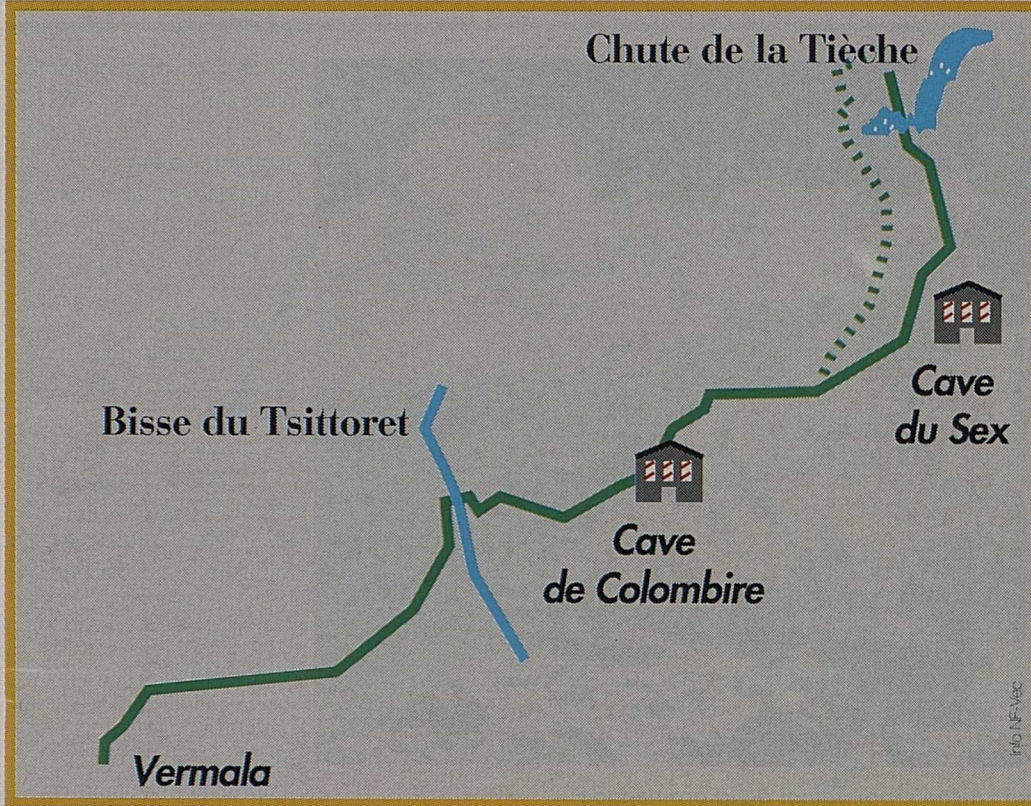 Chute de la Tièche
Cave
du Sex
Bisse du Tsittoret
Cave
de Colombire
Vermala
Info NF-Vec